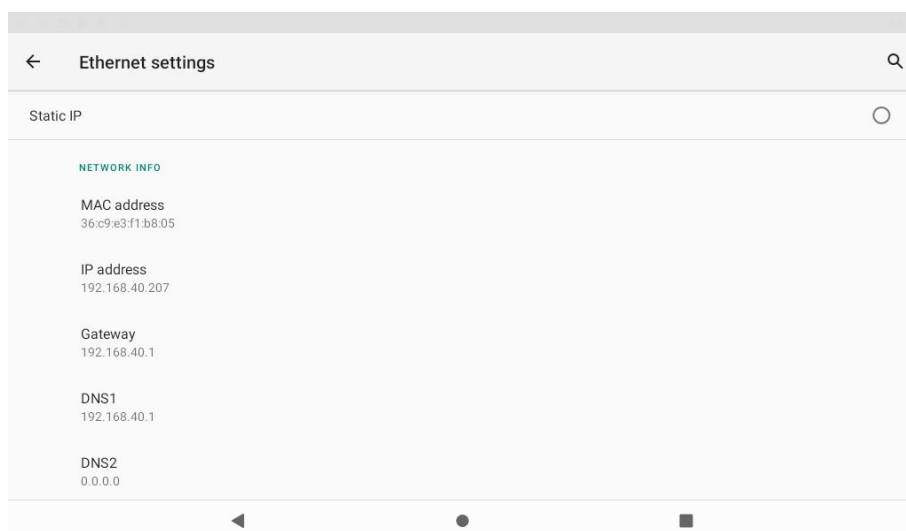 Ethernet settings
Static IP
NETWORK INFO
MAC address
36:c9:e3:f1:b8:05
IP address
192.168.40.207
Gateway
192.168.40.1
DNS1
192.168.40.1
DNS2
0.0.0.0